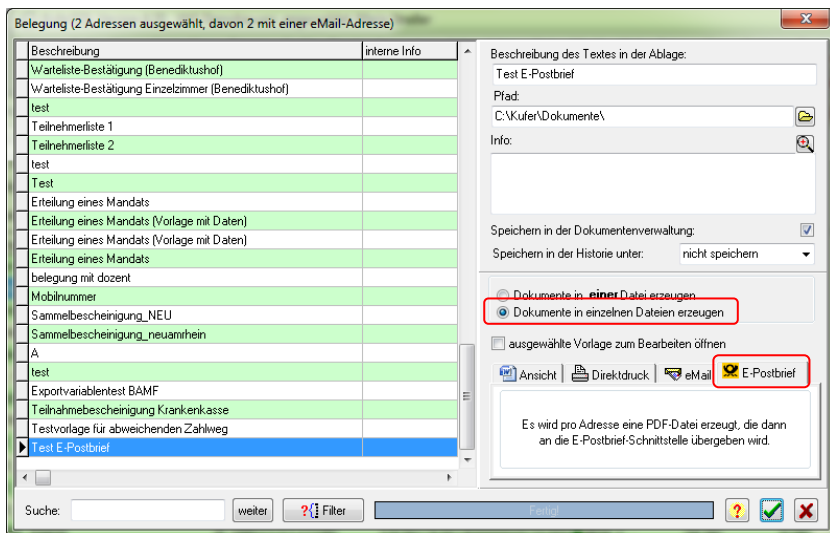 Belegung (2 Adressen ausgewählt, davon 2 mit einer eMail-Adresse)
Beschreibung interne Info
Warteliste-Bestätigung (Benediktushof)
Warteliste-Bestätigung Einzelzimmer (Benediktushof)
test
Teilnehmerliste 1
Teilnehmerliste 2
test
Test
Erteilung eines Mandats
Erteilung eines Mandats (Vorlage mit Daten)
Erteilung eines Mandats (Vorlage mit Daten)
Erteilung eines Mandats
belegung mit dozent
Mobilnummer
Sammelbescheinigung_NEU
Sammelbescheinigung_neuamrhein
A
test
Exportvariablentest BAMF
Teilnahmebescheinigung Krankenkasse
Testvorlage für abweichenden Zahlweg
Test E-Postbrief
Beschreibung des Textes in der Ablage:
Test E-Postbrief
Pfad:
C:\Kufer\Dokumente\
Info:
Speichern in der Dokumentenverwaltung:
Speichern in der Historie unter: nicht speichern
Dokumente in einer Datei erzeugen
Dokumente in einzelnen Dateien erzeugen
ausgewählte Vorlage zum Bearbeiten öffnen
Ansicht Direktdruck eMail E-Postbrief
Es wird pro Adresse eine PDF-Datei erzeugt, die dann
an die E-Postbrief-Schnittstelle übergeben wird.
Suche: weiter ?{} Filter Fertig! ?